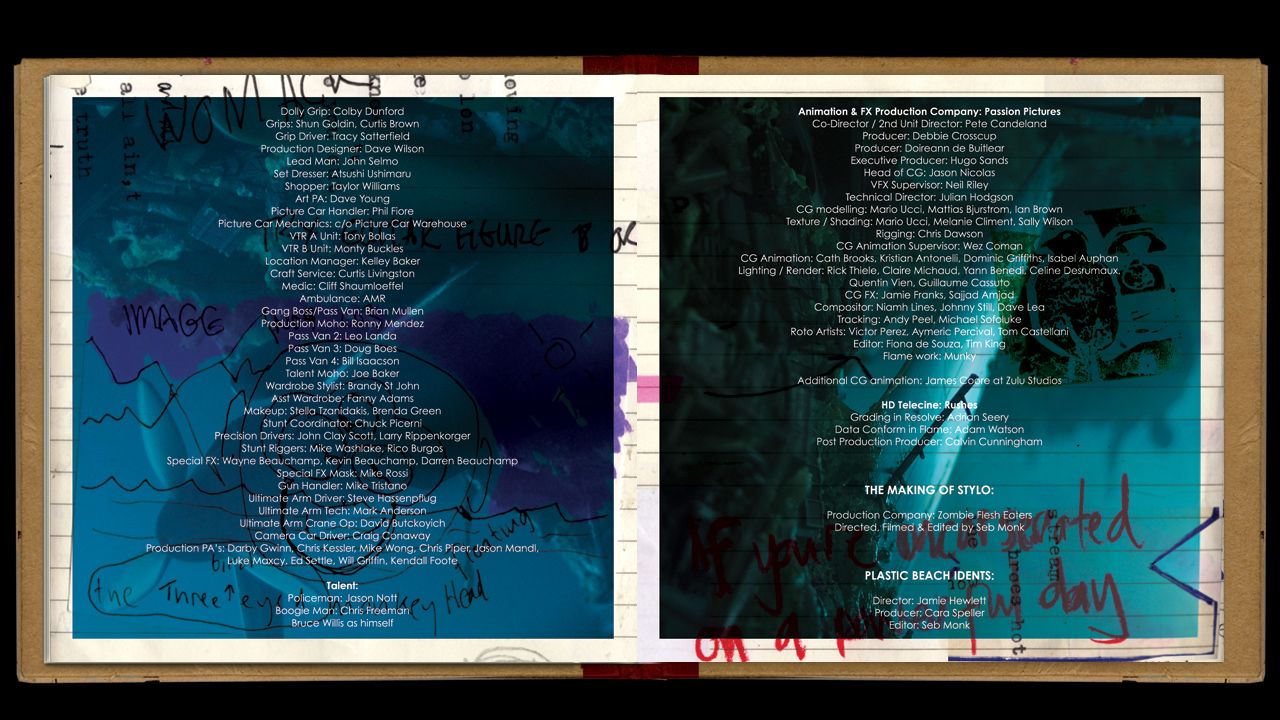 Dolly Grip: Colby Dunford
Grips: Shun Goldin, Curtis Brown
Grip Driver: Tracy Satterfield
Production Designer: Dave Wilson
Lead Man: John Selmo
Set Dresser: Atsushi Ushimaru
Shopper: Taylor Williams
Art PA: Dave Young
Picture Car Handler: Phil Fiore
Picture Car Mechanics: c/o Picture Car Warehouse
VTR A Unit: Tony Bollas
VTR B Unit: Monty Buckles
Location Manager: Kelley Baker
Craft Service: Curtis Livingston
Medic: Cliff Shaumloeffel
Ambulance: AMR
Gang Boss/Pass Van: Brian Mullen
Production Moho: Ronny Mendez
Pass Van 2: Leo Landa
Pass Van 3: Doug Boes
Pass Van 4: Bill Isaacson
Talent Moho: Joe Baker
Wardrobe Stylist: Brandy St John
Asst Wardrobe: Fanny Adams
Makeup: Stella Tzanidakis, Brenda Green
Stunt Coordinator: Chuck Picerni
Precision Drivers: John Clay Scott, Larry Rippenkorger
Stunt Riggers: Mike Washlake, Rico Burgos
Special FX: Wayne Beauchamp, Kevin Beauchamp, Darren Beauchamp
Special FX Mask: Mike Rossi
Gun Handler: Mike Tristano
Ultimate Arm Driver: Steve Hassenpflug
Ultimate Arm Tech: Mark Anderson
Ultimate Arm Crane Op: David Butckoyich
Camera Car Driver: Craig Conaway
Production PA's: Darby Gwinn, Chris Kessler, Mike Wong, Chris Piper, Jason Mandl,
Luke Maxcy, Ed Settle, Will Griffin, Kendall Foote
Talent:
Policeman: Jason Nott
Boogie Man: Chris Freeman
Bruce Willis as himself
truth
all ain't
IMAGE
FIGURE 8 OR
the Three eye Head
Animation & FX Production Company: Passion Pictures
Co-Director / 2nd Unit Director: Pete Candeland
Producer: Debbie Crosscup
Producer: Doireann de Buitlear
Executive Producer: Hugo Sands
Head of CG: Jason Nicolas
VFX Supervisor: Neil Riley
Technical Director: Julian Hodgson
CG modelling: Mario Ucci, Mattias Bjurstrom, Ian Brown
Texture / Shading: Mario Ucci, Melanie Climent, Sally Wilson
Rigging: Chris Dawson
CG Animation Supervisor: Wez Coman
CG Animation: Cath Brooks, Kristian Antonelli, Dominic Griffiths, Isabel Auphan
Lighting / Render: Rick Thiele, Claire Michaud, Yann Benedi, Celine Desrumaux,
Quentin Vien, Guillaume Cassuto
CG FX: Jamie Franks, Sajjad Amjad
Compositor: Niamh Lines, Johnny Still, Dave Lea
Tracking: Andy Peel, Michael Sofoluke
Roto Artists: Victor Perez, Aymeric Percival, Tom Castellani
Editor: Fiona de Souza, Tim King
Flame work: Munky
Additional CG animation: James Coore at Zulu Studios
HD Telecine: Rushes
Grading in Resolve: Adrian Seery
Data Conform in Flame: Adam Watson
Post Production Producer: Calvin Cunningham
THE MAKING OF STYLO:
Production Company: Zombie Flesh Eaters
Directed, Filmed & Edited by Seb Monk
PLASTIC BEACH IDENTS:
Director: Jamie Hewlett
Producer: Cara Speller
Editor: Seb Monk
If you're
on a day